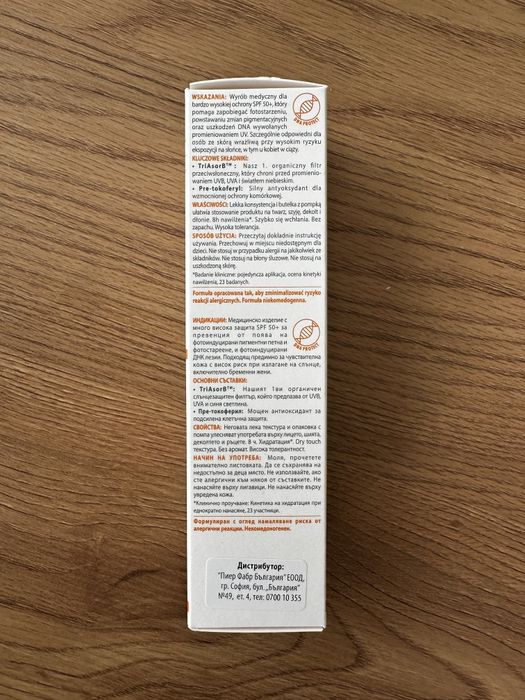 WSKAZANIA: Wyrób medyczny dla
bardzo wysokiej ochrony SPF 50+, który
pomaga zapobiegać fotostarzeniu,
powstawaniu zmian pigmentacyjnych
oraz uszkodzeń DNA wywołanych
promieniowaniem UV. Szczególnie odpowiedni dla
osób ze skórą wrażliwą przy wysokim ryzyku
ekspozycji na słońce, w tym u kobiet w ciąży.
DNA PROTECT
KLUCZOWE SKŁADNIKI:
• TriAsorB™: Nasz 1. organiczny filtr
przeciwsłoneczny, który chroni przed promienio-
waniem UVB, UVA i światłem niebieskim.
• Pre-tokoferyl: Silny antyoksydant dla
wzmocnionej ochrony komórkowej.
WŁAŚCIWOŚCI: Lekka konsystencja i butelka z pompką
ułatwia stosowanie produktu na twarz, szyję, dekolt i
dłonie. 8h nawilżenia*. Szybko się wchłania. Bez
zapachu. Wysoka tolerancja.
SPOSÓB UŻYCIA: Przeczytaj dokładnie instrukcję
używania. Przechowuj w miejscu niedostępnym dla
dzieci. Nie stosuj w przypadku alergii na jakikolwiek ze
składników. Nie stosuj na błony śluzowe. Nie stosuj na
uszkodzoną skórę.
*Badanie kliniczne: pojedyncza aplikacja, ocena kinetyki
nawilżenia, 23 badanych.
Formuła opracowana tak, aby zminimalizować ryzyko
reakcji alergicznych. Formuła niekomedogenna.
ИНДИКАЦИИ: Медицинско изделие с
много висока защита SPF 50+ за
превенция от поява на
фотоиндуцирани пигментни петна и
фотостареене, и фотоиндуцирани
ДНК лезии. Подходящ предимно за чувствителна
кожа с висок риск при излагане на слънце,
включително бременни жени.
DNA PROTECT
ОСНОВНИ СЪСТАВКИ:
• TriAsorB™: Нашият 1ви органичен
слънцезащитен филтър, който предпазва от UVB,
UVA и синя светлина.
• Пре-токоферил: Мощен антиоксидант за
подсилена клетъчна защита.
СВОЙСТВА: Неговата лека текстура и опаковка с
помпа улесняват употребата върху лицето, шията,
деколтето и ръцете. 8 ч. Хидратация*. Dry touch
текстура. Без аромат. Висока толерантност.
НАЧИН НА УПОТРЕБА: Моля, прочетете
внимателно листовката. Да се съхранява на
недостъпно за деца място. Не използвайте, ако
сте алергични към някоя от съставките. Не
нанасяйте върху лигавици. Не нанасяйте върху
увредена кожа.
*Клинично проучване: Кинетика на хидратация при
еднократно нанасяне, 23 участници.
Формулиран с оглед намаляване риска от
алергични реакции. Некомедоногенен.
Дистрибутор:
"Пиер Фабр България" ЕООД,
гр. София, бул. „България"
№49, ет. 4, тел: 0700 10 355